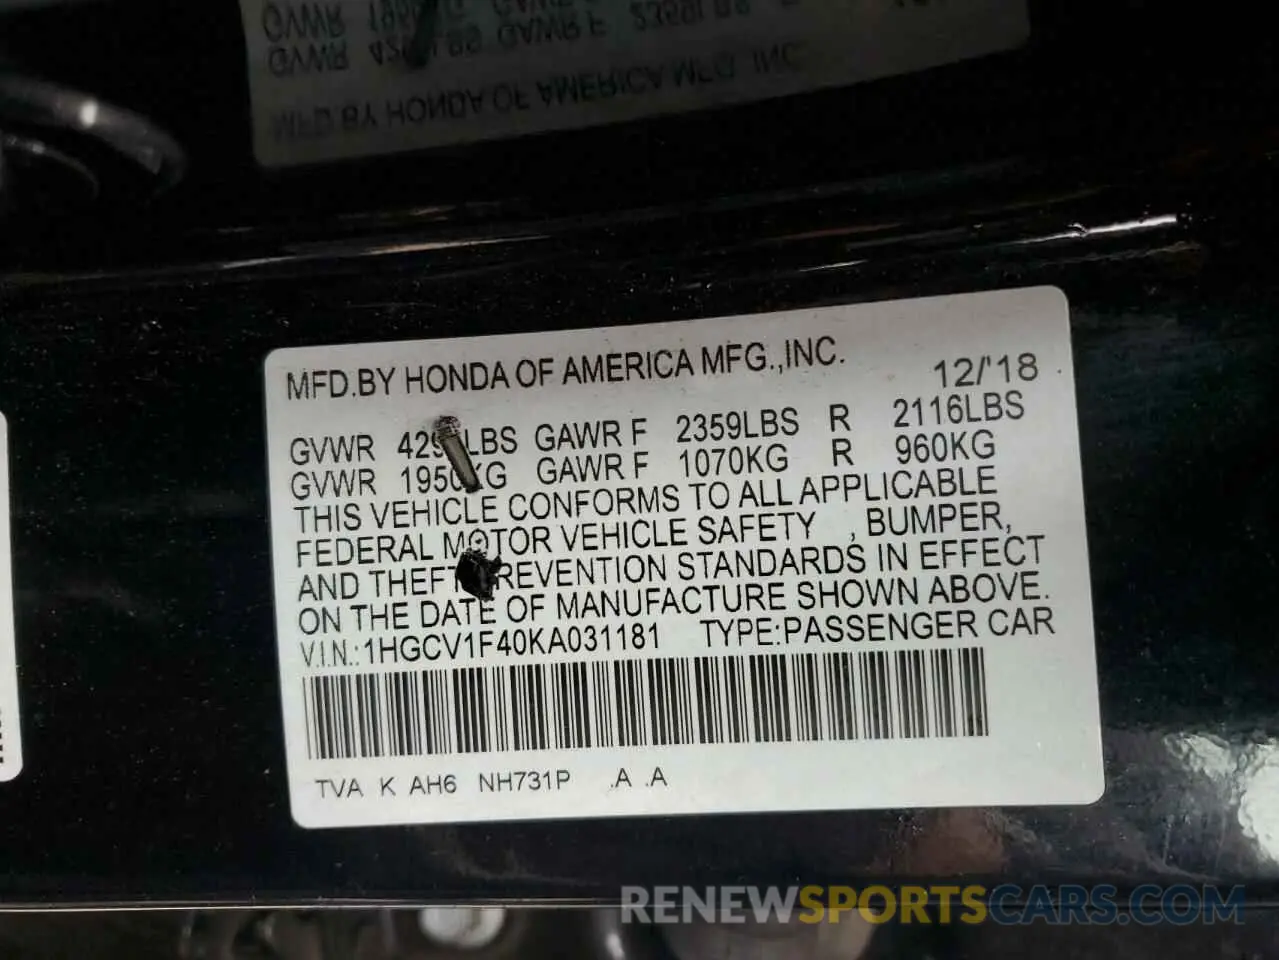 MFD.BY HONDA OF AMERICA MFG.,INC. 12/'18
GVWR LBS GAWR F 2359LBS R 2116LBS
GVWR 1950KG GAWR F 1070KG R 960KG
THIS VEHICLE CONFORMS TO ALL APPLICABLE
FEDERAL MOTOR VEHICLE SAFETY , BUMPER,
AND THEFT PREVENTION STANDARDS IN EFFECT
ON THE DATE OF MANUFACTURE SHOWN ABOVE.
V.I.N.:1HGCV1F40KA031181 TYPE:PASSENGER CAR
TVA K AH6 NH731P .A .A
RENEWSPORTSCARS.COM